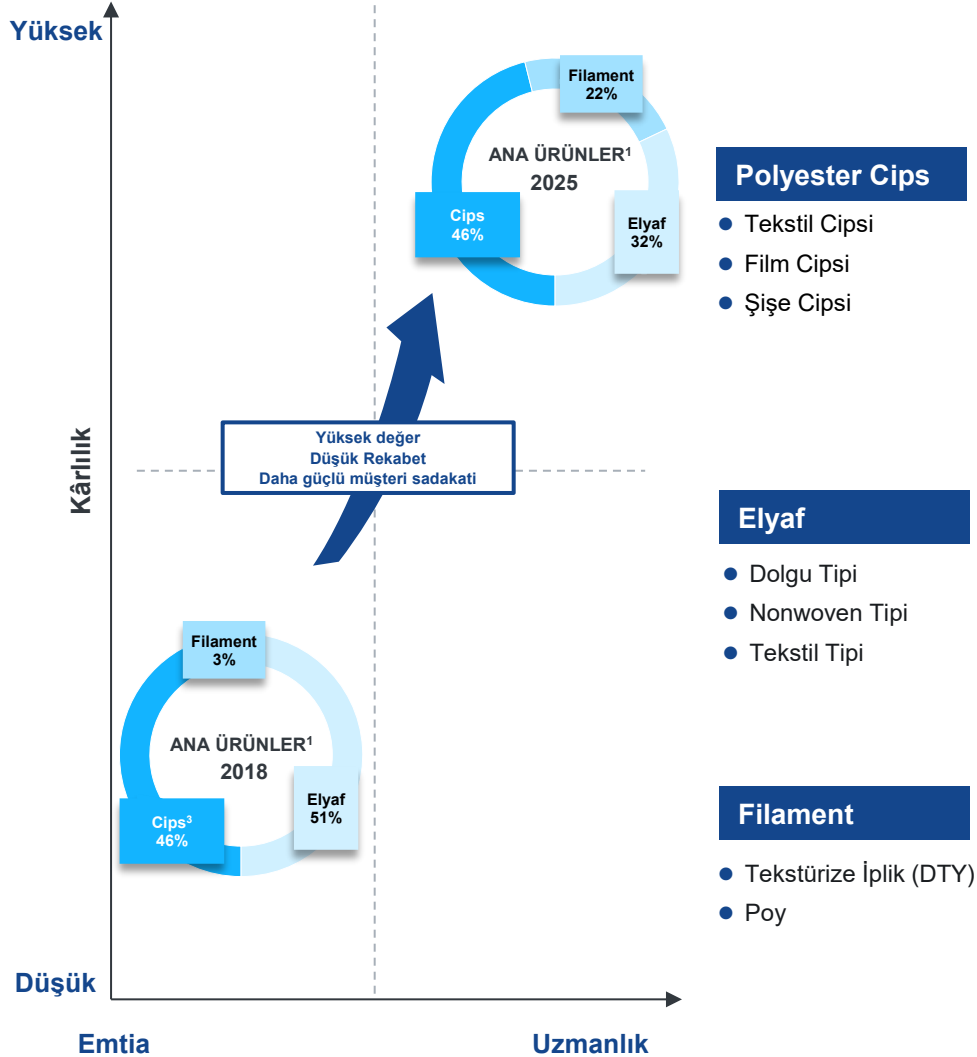 Yüksek
Kârlılık
Düşük
Emtia
Uzmanlık
Filament
22%
ANA ÜRÜNLER¹
2025
Cips
46%
Elyaf
32%
Yüksek değer
Düşük Rekabet
Daha güçlü müşteri sadakati
Filament
3%
ANA ÜRÜNLER¹
2018
Cips³
46%
Elyaf
51%
Polyester Cips
Tekstil Cipsi
Film Cipsi
Şişe Cipsi
Elyaf
Dolgu Tipi
Nonwoven Tipi
Tekstil Tipi
Filament
Tekstürize İplik (DTY)
Poy